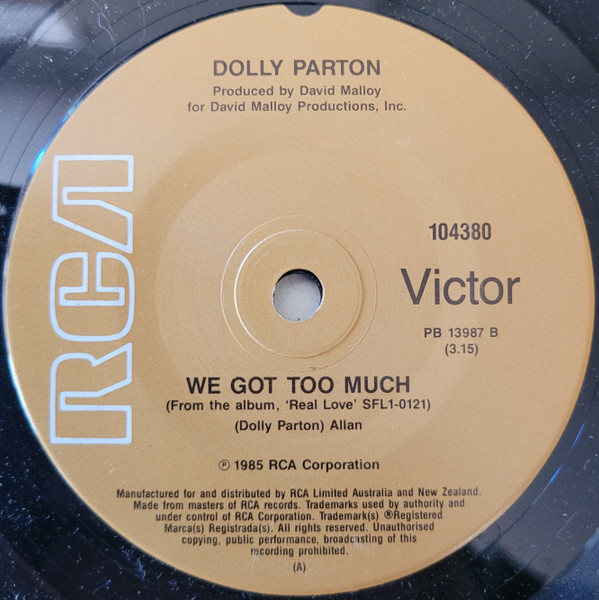 DOLLY PARTON
Produced by David Malloy
for David Malloy Productions, Inc.
RCA
104380
Victor
PB 13987 B
(3.15)
WE GOT TOO MUCH
(From the album, 'Real Love' SFL1-0121)
(Dolly Parton) Allan
℗ 1985 RCA Corporation
Manufactured for and distributed by RCA Limited Australia and New Zealand.
Made from masters of RCA records. Trademarks used by authority and
under control of RCA Corporation. Trademark(s) ®Registered
Marca(s) Registrada(s). All rights reserved. Unauthorised
copying, public performance, broadcasting of this
recording prohibited.
(A)